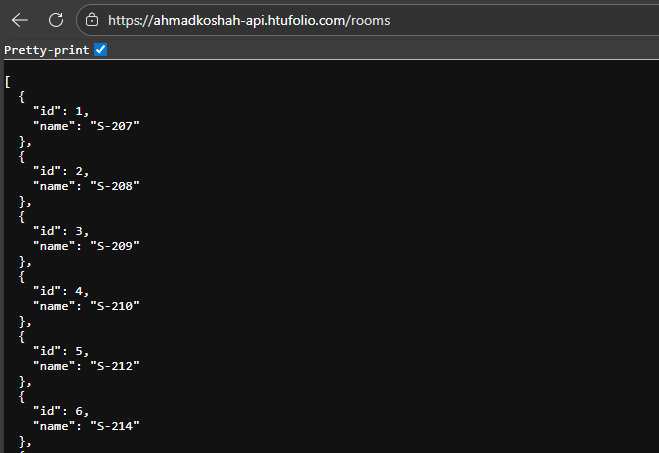 https://ahmadkoshah-api.htufolio.com/rooms
Pretty-print
[
  {
    "id": 1,
    "name": "S-207"
  },
  {
    "id": 2,
    "name": "S-208"
  },
  {
    "id": 3,
    "name": "S-209"
  },
  {
    "id": 4,
    "name": "S-210"
  },
  {
    "id": 5,
    "name": "S-212"
  },
  {
    "id": 6,
    "name": "S-214"
  },
  {